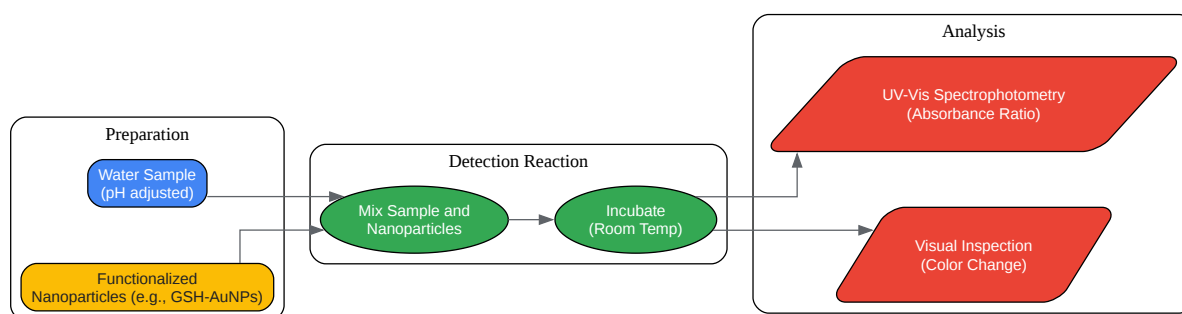 Preparation
Water Sample
(pH adjusted)
Functionalized
Nanoparticles (e.g., GSH-AuNPs)
Detection Reaction
Mix Sample and
Nanoparticles
Incubate
(Room Temp)
Analysis
UV-Vis Spectrophotometry
(Absorbance Ratio)
Visual Inspection
(Color Change)